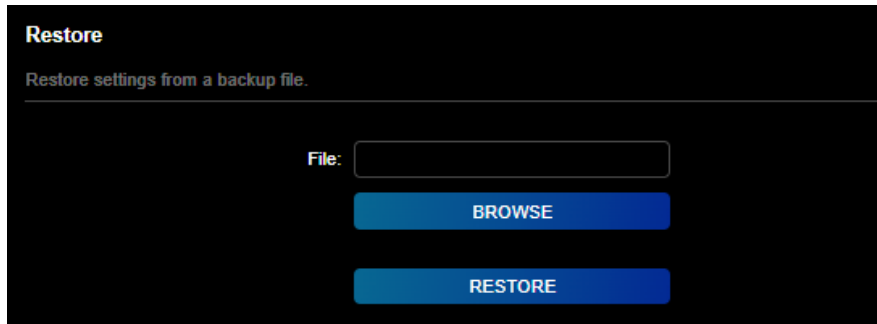 Restore
Restore settings from a backup file.
File:
BROWSE
RESTORE